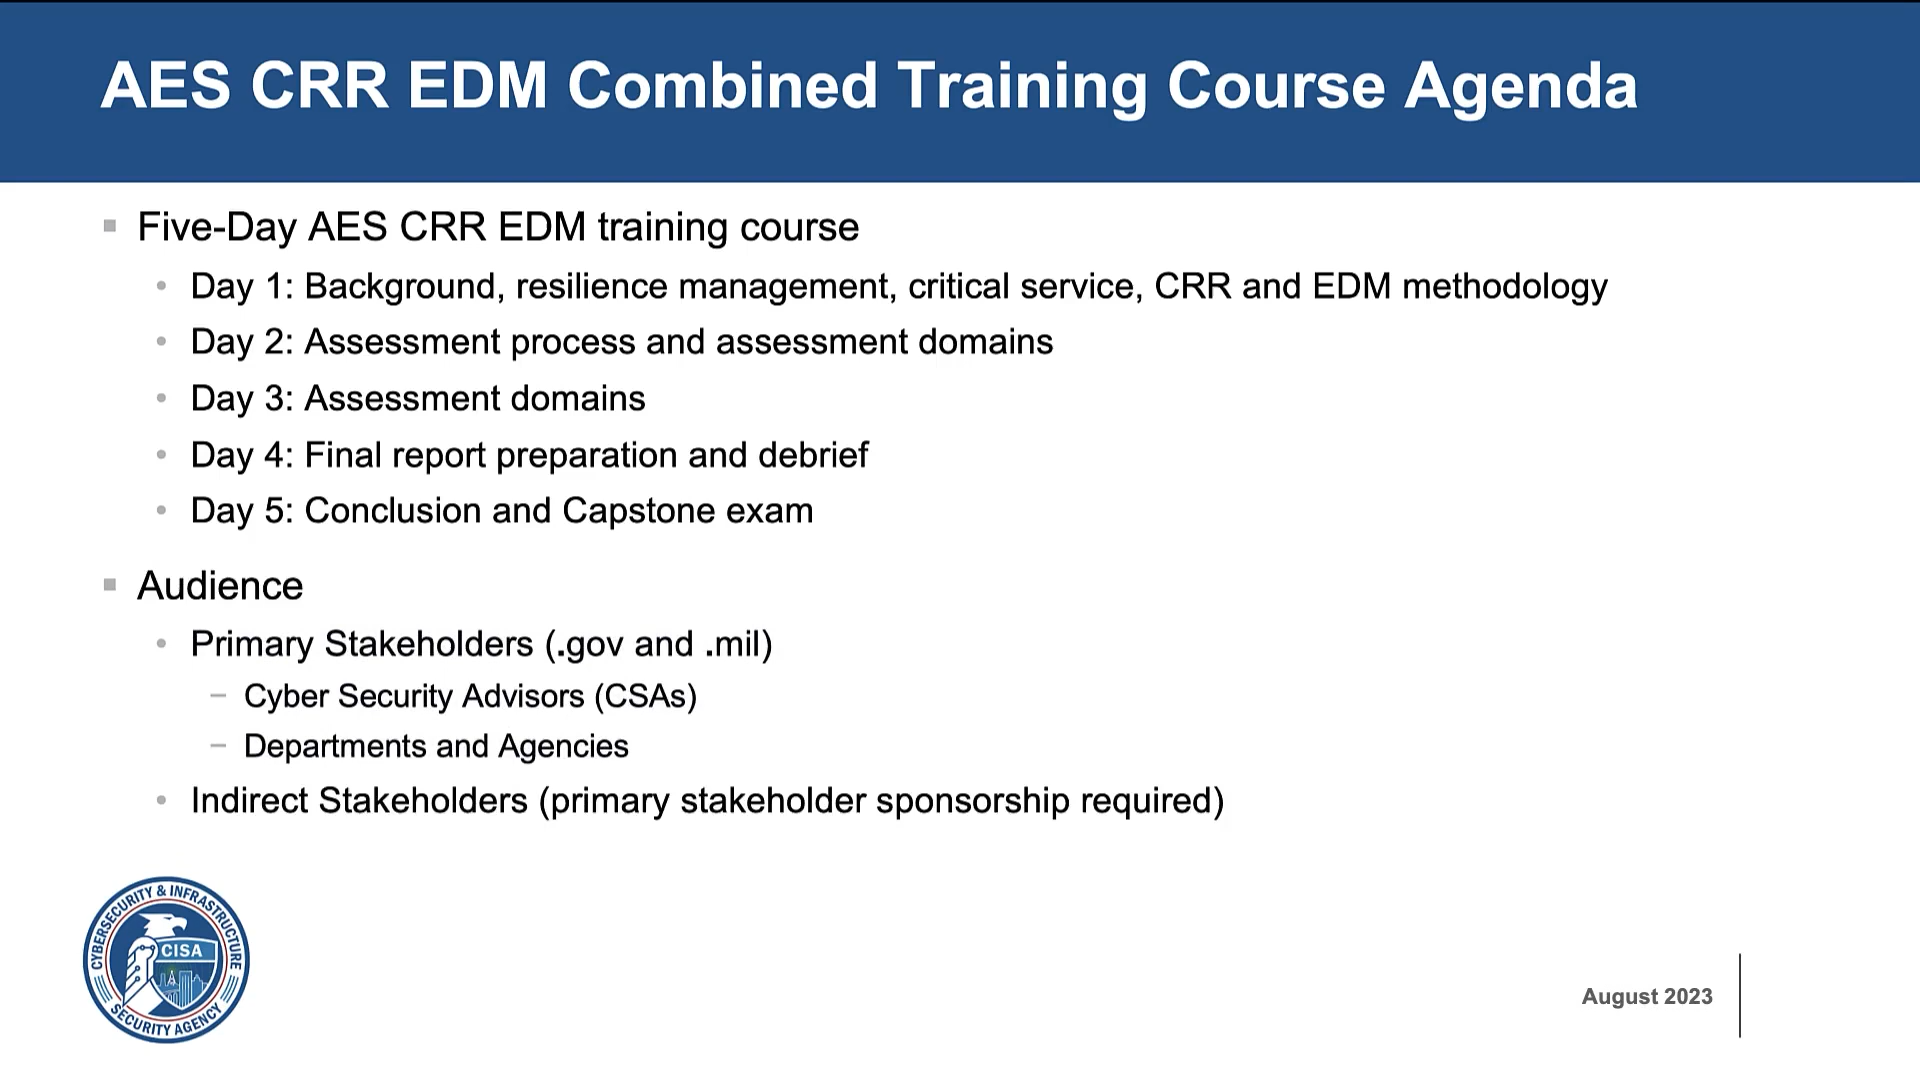 AES CRR EDM Combined Training Course Agenda
Five-Day AES CRR EDM training course
Day 1: Background, resilience management, critical service, CRR and EDM methodology
Day 2: Assessment process and assessment domains
Day 3: Assessment domains
Day 4: Final report preparation and debrief
Day 5: Conclusion and Capstone exam
Audience
Primary Stakeholders (.gov and .mil)
– Cyber Security Advisors (CSAs)
– Departments and Agencies
Indirect Stakeholders (primary stakeholder sponsorship required)
CYBERSECURITY & INFRASTRUCTURE
CISA
SECURITY AGENCY
August 2023